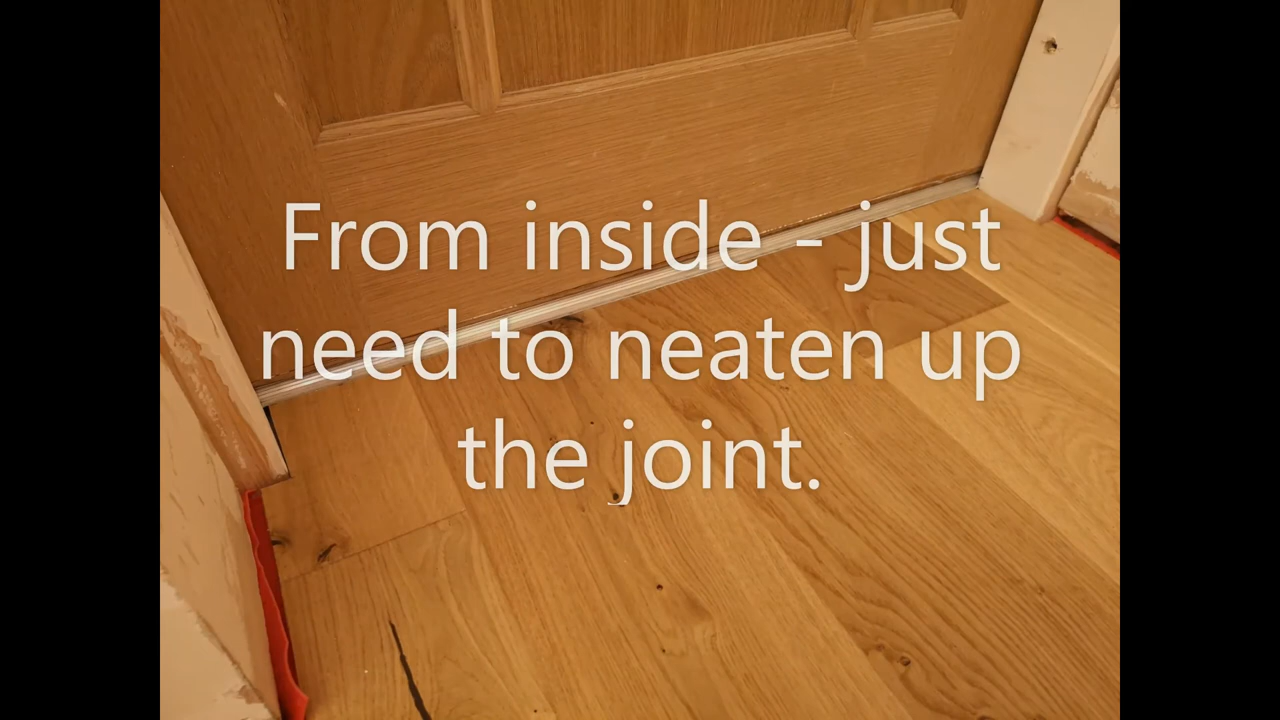 From inside - just
need to neaten up
the joint.